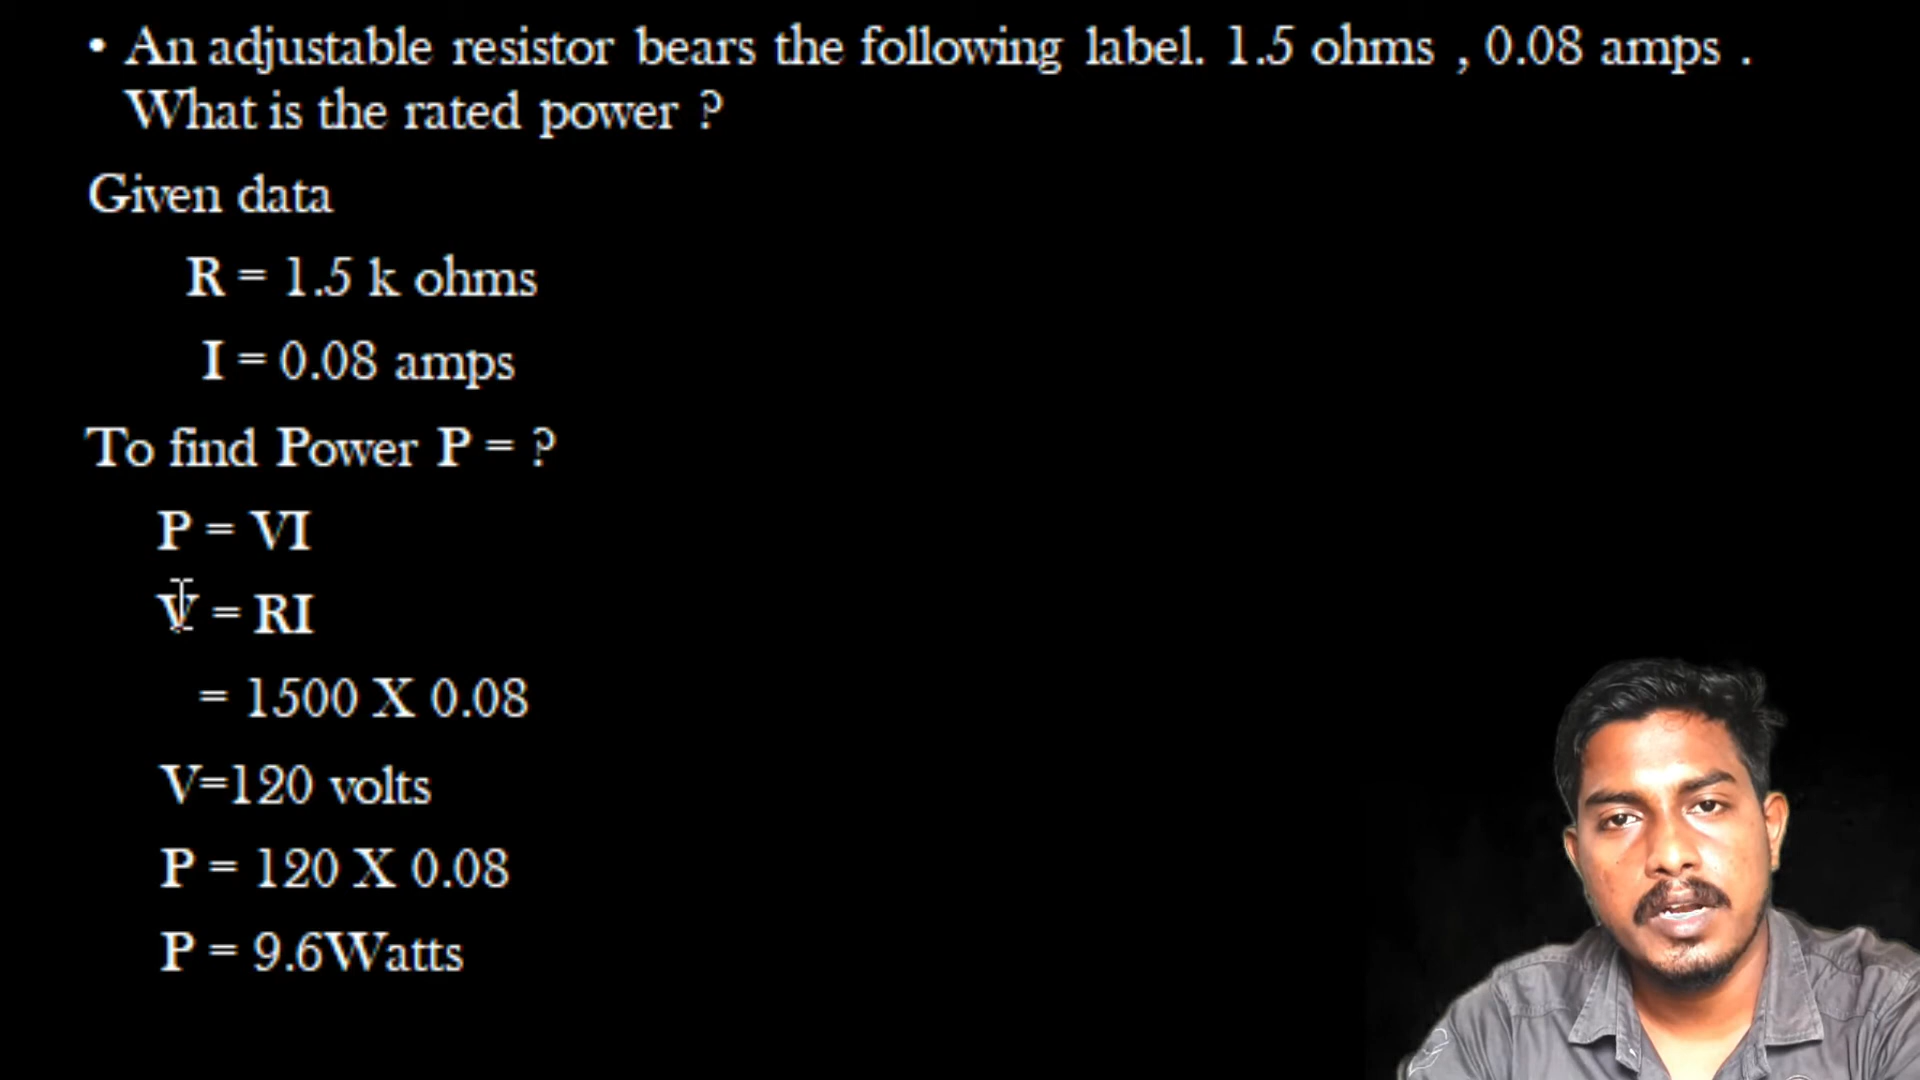 • An adjustable resistor bears the following label. 1.5 ohms , 0.08 amps .
What is the rated power ?
Given data
R = 1.5 k ohms
I = 0.08 amps
To find Power P = ?
P = VI
V = RI
= 1500 X 0.08
V=120 volts
P = 120 X 0.08
P = 9.6Watts